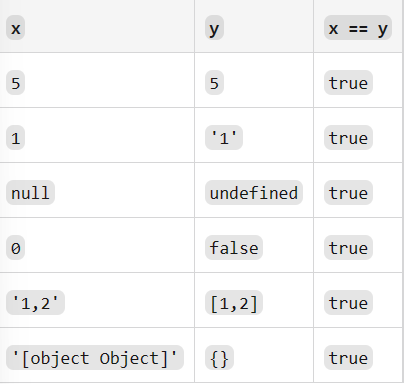 x y x == y
5 5 true
1 '1' true
null undefined true
0 false true
'1,2' [1,2] true
'[object Object]' {} true